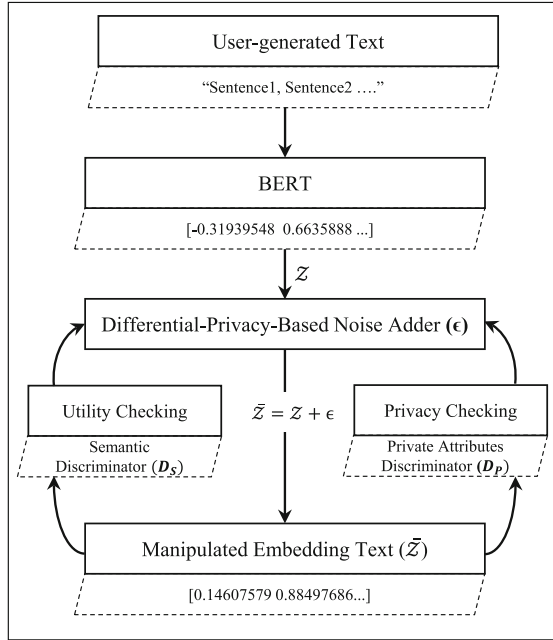 User-generated Text
“Sentence1, Sentence2 ….”
BERT
[-0.31939548 0.6635888 ...]
𝒵
Differential-Privacy-Based Noise Adder (ϵ)
Utility Checking
Semantic
Discriminator (D_S)
𝒵̄ = 𝒵 + ϵ
Privacy Checking
Private Attributes
Discriminator (D_P)
Manipulated Embedding Text (𝒵̄)
[0.14607579 0.88497686...]